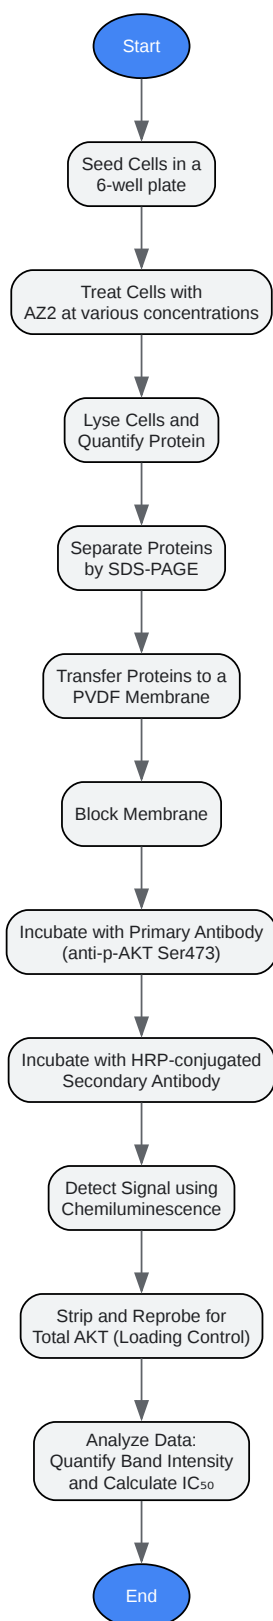 Start
Seed Cells in a
6-well plate
Treat Cells with
AZ2 at various concentrations
Lyse Cells and
Quantify Protein
Separate Proteins
by SDS-PAGE
Transfer Proteins to a
PVDF Membrane
Block Membrane
Incubate with Primary Antibody
(anti-p-AKT Ser473)
Incubate with HRP-conjugated
Secondary Antibody
Detect Signal using
Chemiluminescence
Strip and Reprobe for
Total AKT (Loading Control)
Analyze Data:
Quantify Band Intensity
and Calculate IC₅₀
End